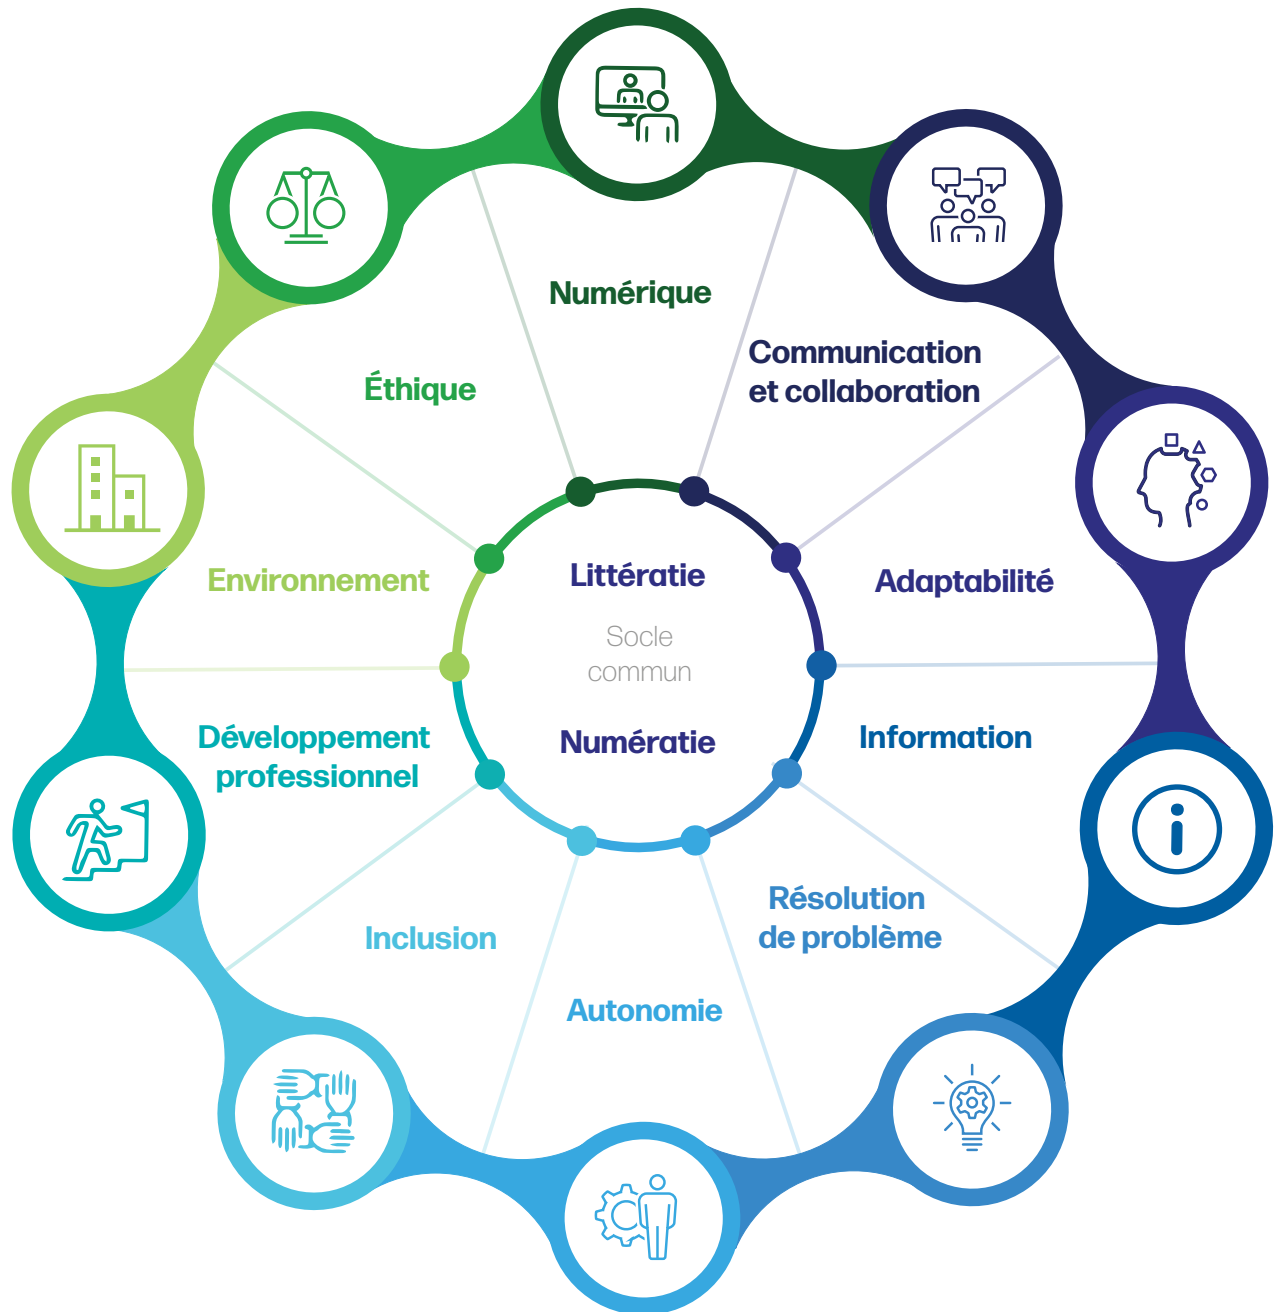 Numérique
Communication
et collaboration
Éthique
Adaptabilité
Environnement
Littératie
Socle
commun
Numératie
Information
Développement
professionnel
Résolution
de problème
Inclusion
Autonomie